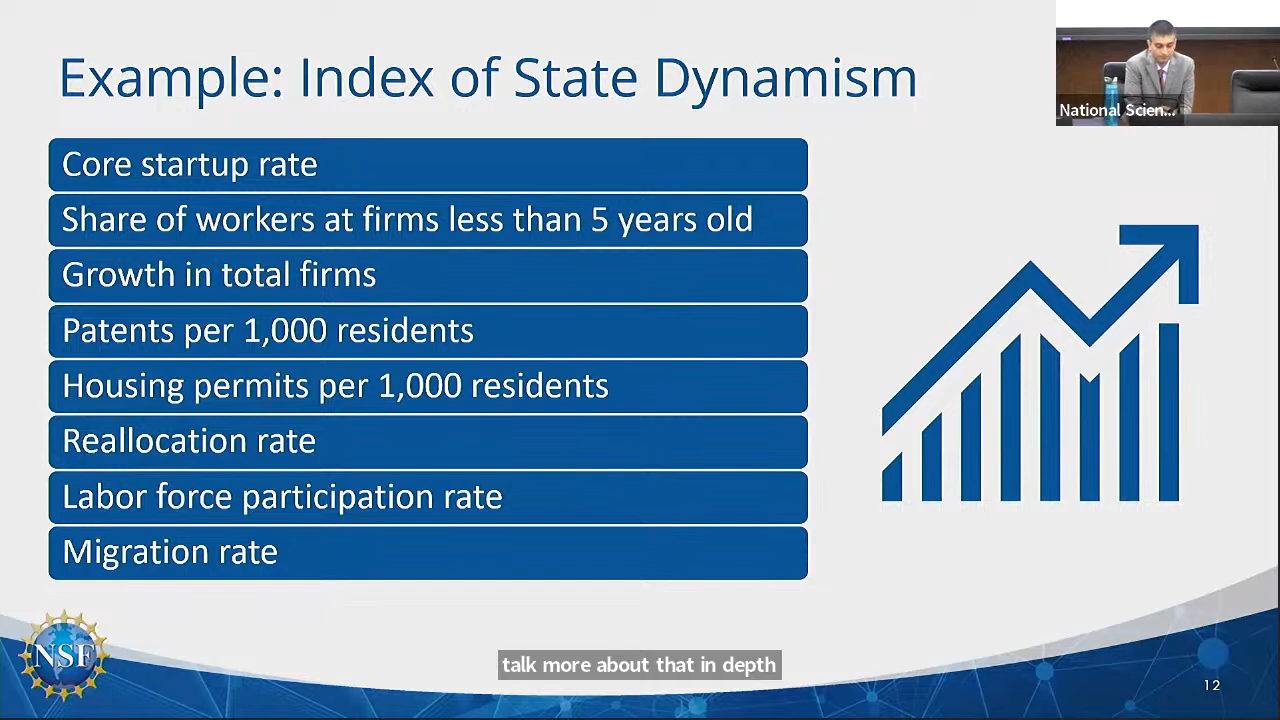 Example: Index of State Dynamism
National Scien...
Core startup rate
Share of workers at firms less than 5 years old
Growth in total firms
Patents per 1,000 residents
Housing permits per 1,000 residents
Reallocation rate
Labor force participation rate
Migration rate
NSF
talk more about that in depth
12